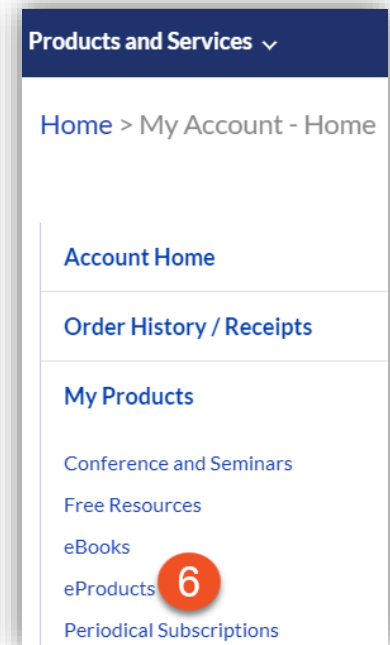 Products and Services
Home > My Account - Home
Account Home
Order History / Receipts
My Products
Conference and Seminars
Free Resources
eBooks
eProducts 6
Periodical Subscriptions